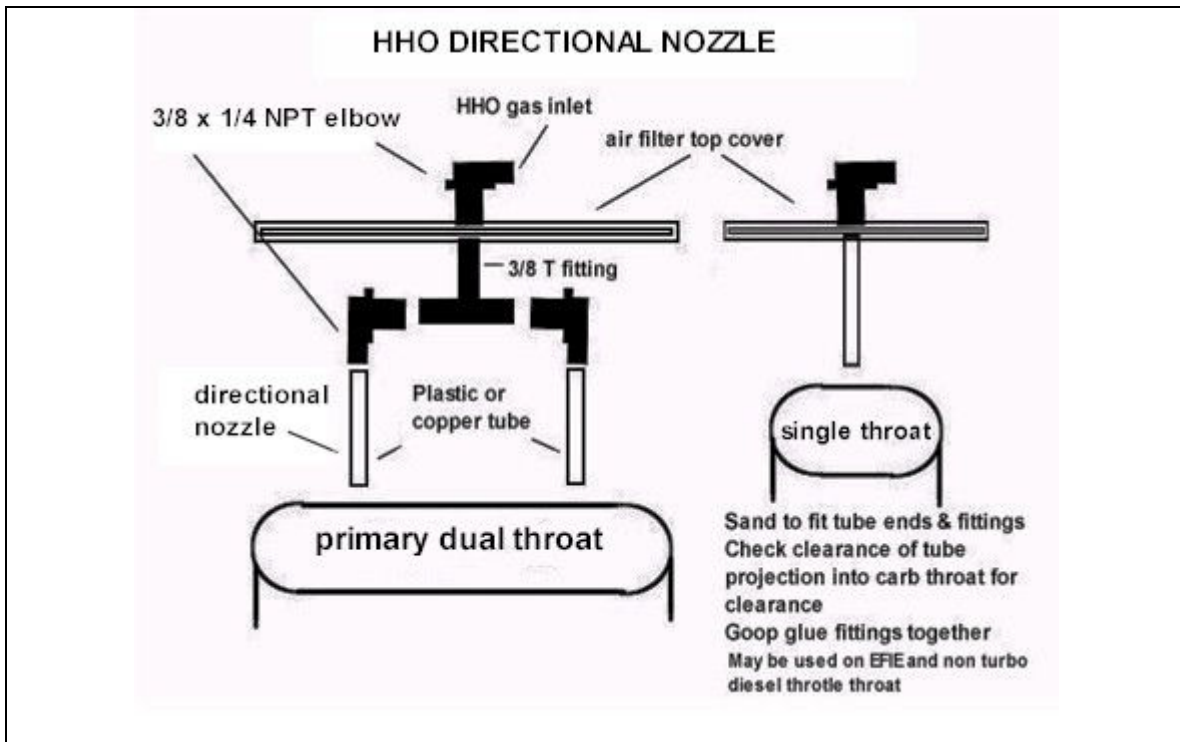 HHO DIRECTIONAL NOZZLE
HHO gas inlet
3/8 x 1/4 NPT elbow
air filter top cover
3/8 T fitting
directional
nozzle
Plastic or
copper tube
single throat
primary dual throat
Sand to fit tube ends & fittings
Check clearance of tube
projection into carb throat for
clearance
Goop glue fittings together
May be used on EFIE and non turbo
diesel throtle throat